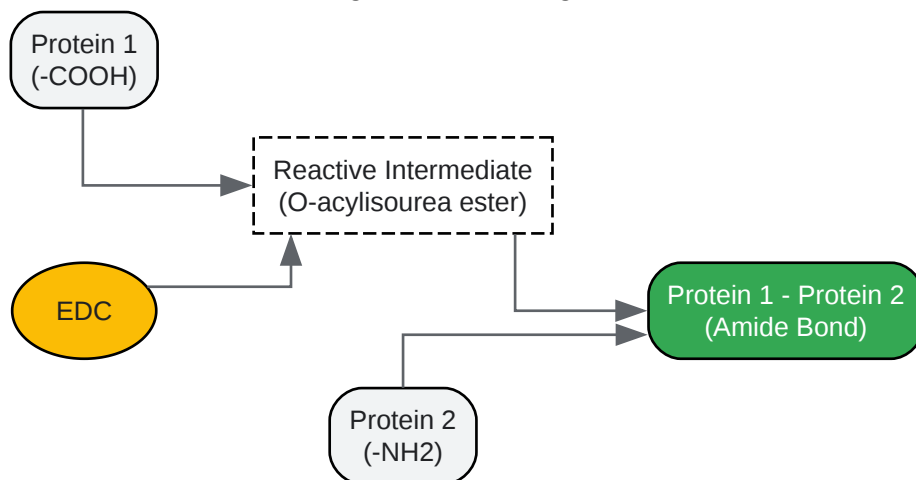 Protein 1
(-COOH)
Reactive Intermediate
(O-acylisourea ester)
EDC
Protein 1 - Protein 2
(Amide Bond)
Protein 2
(-NH2)